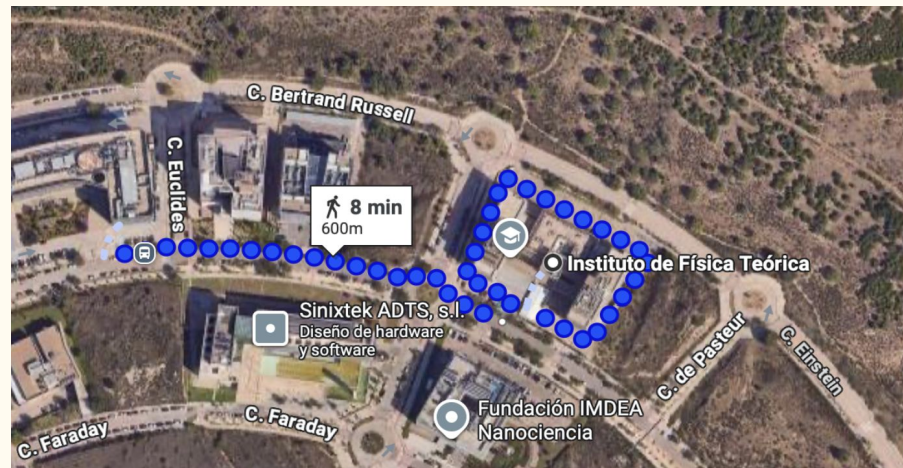 C. Bertrand Russell
C. Euclides
8 min
600m
Instituto de Física Teórica
Sinixtek ADTS, s.l.
Diseño de hardware
y software
C. de Pasteur
C. Einstein
Fundación IMDEA
Nanociencia
C. Faraday
C. Faraday